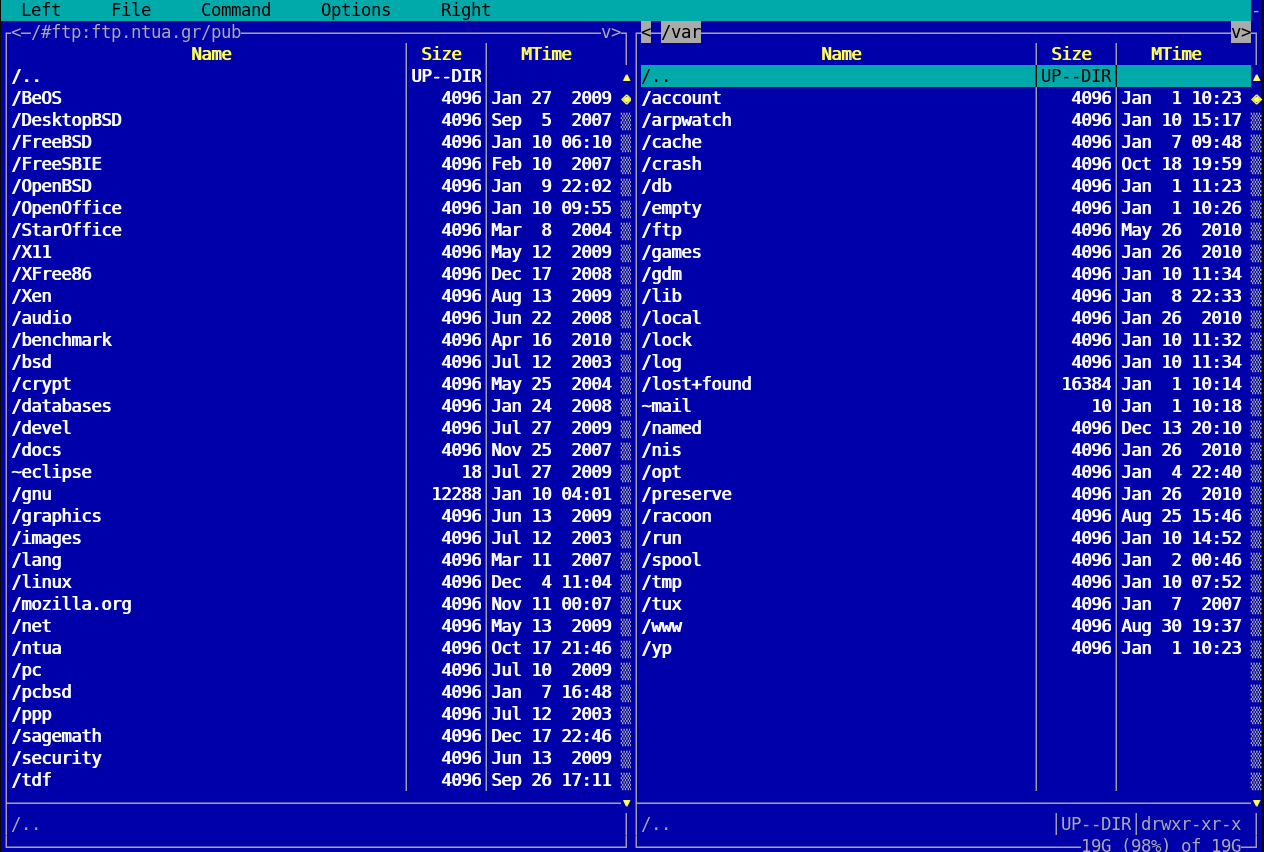 Left File Command Options Right
/#ftp:ftp.ntua.gr/pub v>
Name Size MTime
/.. UP--DIR
/BeOS 4096 Jan 27 2009
/DesktopBSD 4096 Sep 5 2007
/FreeBSD 4096 Jan 10 06:10
/FreeSBIE 4096 Feb 10 2007
/OpenBSD 4096 Jan 9 22:02
/OpenOffice 4096 Jan 10 09:55
/StarOffice 4096 Mar 8 2004
/X11 4096 May 12 2009
/XFree86 4096 Dec 17 2008
/Xen 4096 Aug 13 2009
/audio 4096 Jun 22 2008
/benchmark 4096 Apr 16 2010
/bsd 4096 Jul 12 2003
/crypt 4096 May 25 2004
/databases 4096 Jan 24 2008
/devel 4096 Jul 27 2009
/docs 4096 Nov 25 2007
~eclipse 18 Jul 27 2009
/gnu 12288 Jan 10 04:01
/graphics 4096 Jun 13 2009
/images 4096 Jul 12 2003
/lang 4096 Mar 11 2007
/linux 4096 Dec 4 11:04
/mozilla.org 4096 Nov 11 00:07
/net 4096 May 13 2009
/ntua 4096 Oct 17 21:46
/pc 4096 Jul 10 2009
/pcbsd 4096 Jan 7 16:48
/ppp 4096 Jul 12 2003
/sagemath 4096 Dec 17 22:46
/security 4096 Jun 13 2009
/tdf 4096 Sep 26 17:11
/..
< /var v>
Name Size MTime
/.. UP--DIR
/account 4096 Jan 1 10:23
/arpwatch 4096 Jan 10 15:17
/cache 4096 Jan 7 09:48
/crash 4096 Oct 18 19:59
/db 4096 Jan 1 11:23
/empty 4096 Jan 1 10:26
/ftp 4096 May 26 2010
/games 4096 Jan 26 2010
/gdm 4096 Jan 10 11:34
/lib 4096 Jan 8 22:33
/local 4096 Jan 26 2010
/lock 4096 Jan 10 11:32
/log 4096 Jan 10 11:34
/lost+found 16384 Jan 1 10:14
~mail 10 Jan 1 10:18
/named 4096 Dec 13 20:10
/nis 4096 Jan 26 2010
/opt 4096 Jan 4 22:40
/preserve 4096 Jan 26 2010
/racoon 4096 Aug 25 15:46
/run 4096 Jan 10 14:52
/spool 4096 Jan 2 00:46
/tmp 4096 Jan 10 07:52
/tux 4096 Jan 7 2007
/www 4096 Aug 30 19:37
/yp 4096 Jan 1 10:23
/.. UP--DIR drwxr-xr-x
19G (98%) of 19G